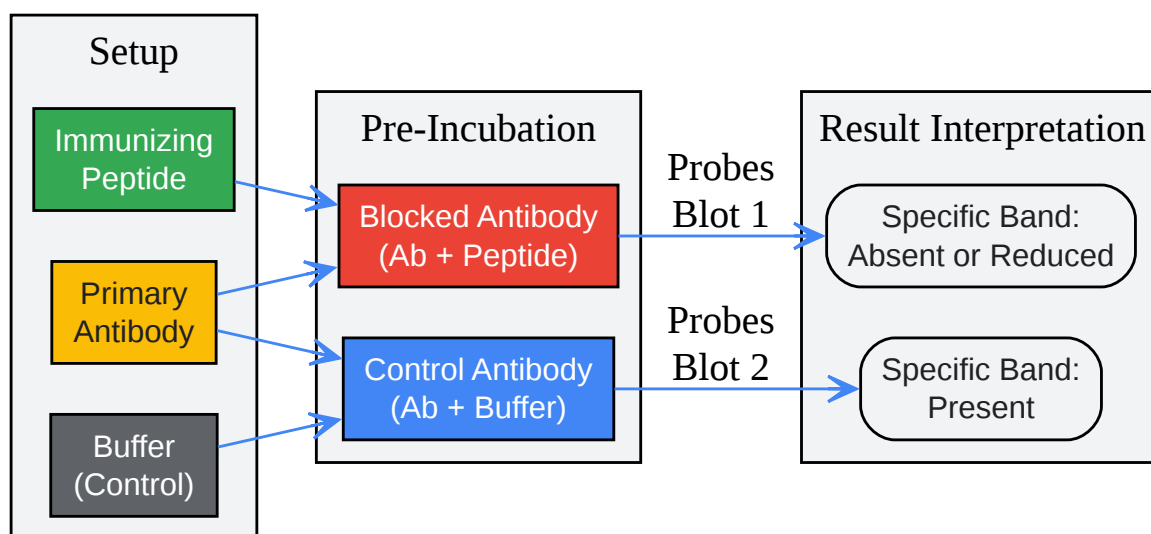 Setup
Immunizing
Peptide
Primary
Antibody
Buffer
(Control)
Pre-Incubation
Blocked Antibody
(Ab + Peptide)
Control Antibody
(Ab + Buffer)
Probes
Blot 1
Probes
Blot 2
Result Interpretation
Specific Band:
Absent or Reduced
Specific Band:
Present